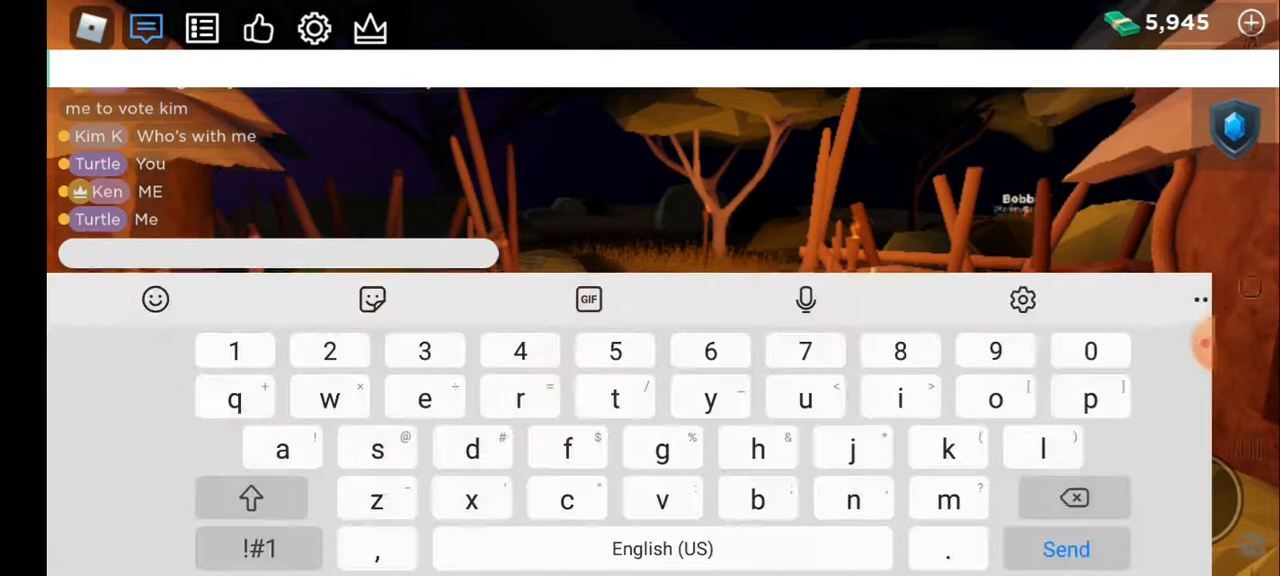 5,945
me to vote kim
Kim K Who's with me
Turtle You
Ken ME
Turtle Me
Bobb
GIF
1 2 3 4 5 6 7 8 9 0
q + w × e ÷ r = t / y _ u < i > o [ p ]
a ! s @ d # f $ g % h & j * k ( l )
z - x ' c " v : b ; n , m ?
!#1 , English (US) . Send